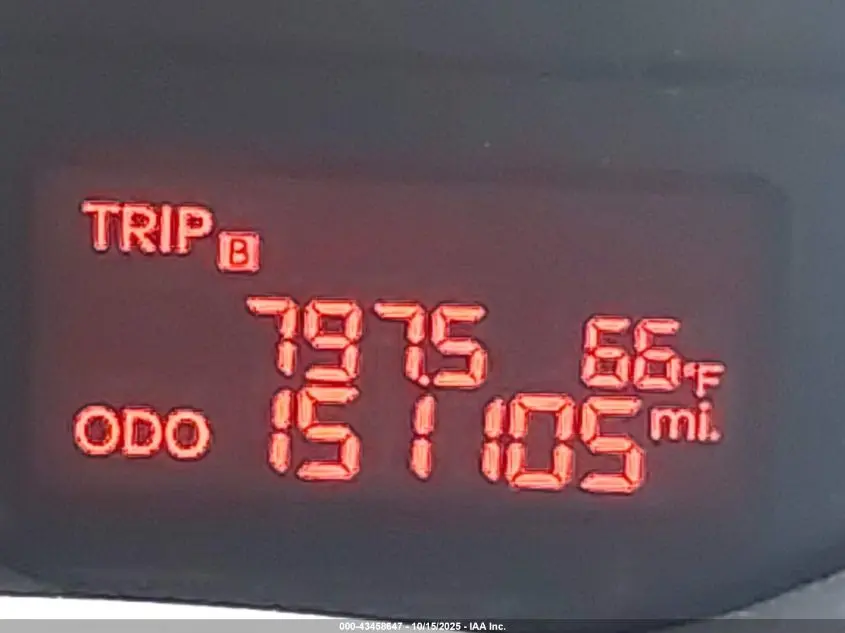 TRIP B
797.5 66°F
ODO 151105 mi.
000-43458647 - 10/15/2025 - IAA Inc.